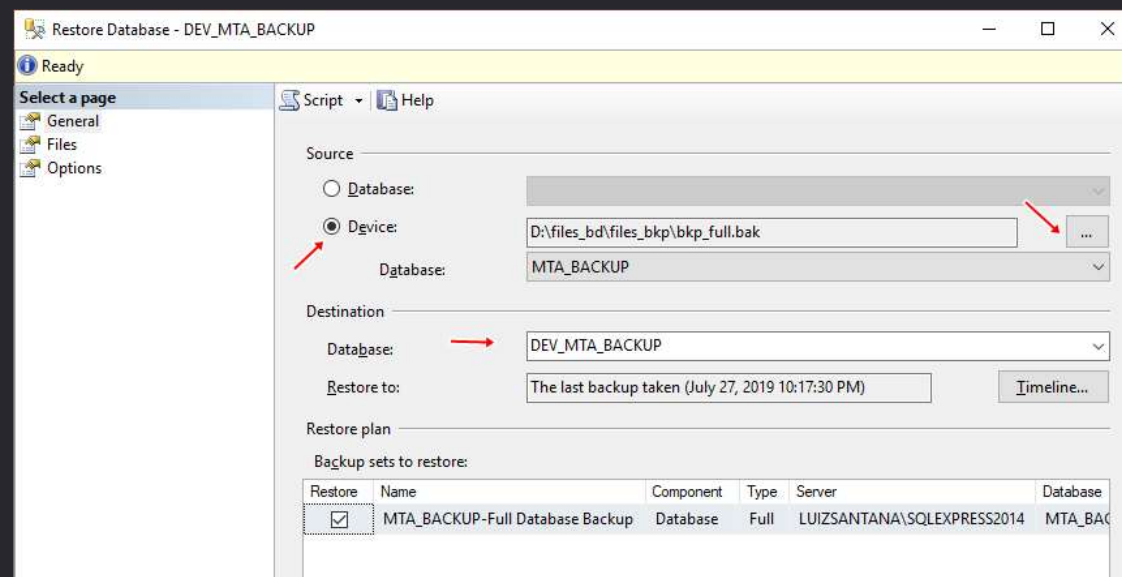 Restore Database - DEV_MTA_BACKUP
Ready
Select a page
General
Files
Options
Script
Help
Source
Database:
Device:
D:\files_bd\files_bkp\bkp_full.bak
...
Database:
MTA_BACKUP
Destination
Database:
DEV_MTA_BACKUP
Restore to:
The last backup taken (July 27, 2019 10:17:30 PM)
Timeline...
Restore plan
Backup sets to restore:
Restore Name Component Type Server Database
MTA_BACKUP-Full Database Backup Database Full LUIZSANTANA\SQLEXPRESS2014 MTA_BAC